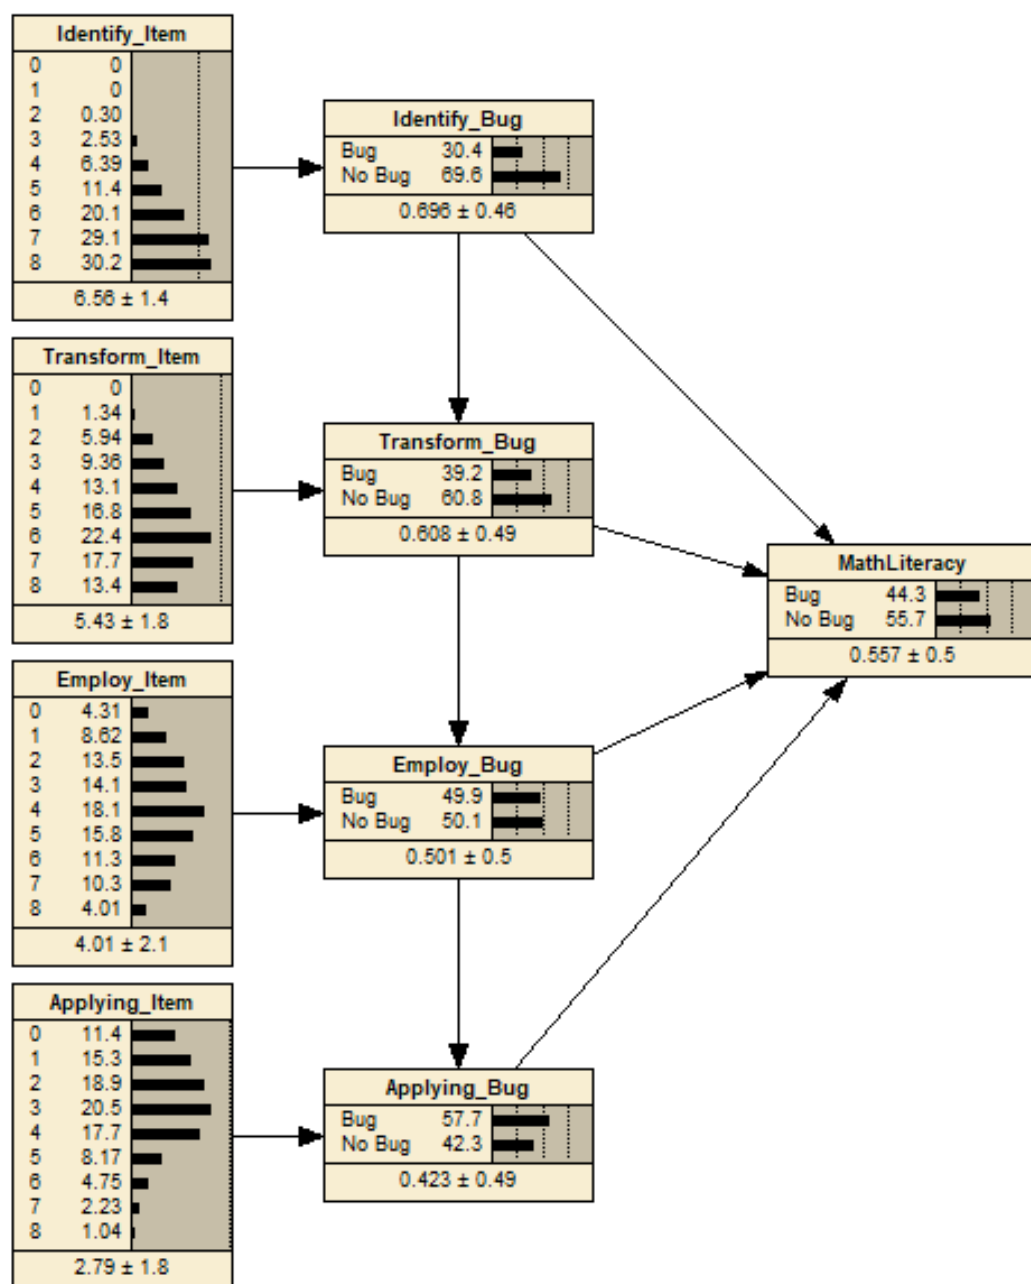 Identify_Item
0 0
1 0
2 0.30
3 2.53
4 6.39
5 11.4
6 20.1
7 29.1
8 30.2
6.56 ± 1.4
Identify_Bug
Bug 30.4
No Bug 69.6
0.696 ± 0.46
Transform_Item
0 0
1 1.34
2 5.94
3 9.36
4 13.1
5 16.8
6 22.4
7 17.7
8 13.4
5.43 ± 1.8
Transform_Bug
Bug 39.2
No Bug 60.8
0.608 ± 0.49
MathLiteracy
Bug 44.3
No Bug 55.7
0.557 ± 0.5
Employ_Item
0 4.31
1 8.62
2 13.5
3 14.1
4 18.1
5 15.8
6 11.3
7 10.3
8 4.01
4.01 ± 2.1
Employ_Bug
Bug 49.9
No Bug 50.1
0.501 ± 0.5
Applying_Item
0 11.4
1 15.3
2 18.9
3 20.5
4 17.7
5 8.17
6 4.75
7 2.23
8 1.04
2.79 ± 1.8
Applying_Bug
Bug 57.7
No Bug 42.3
0.423 ± 0.49